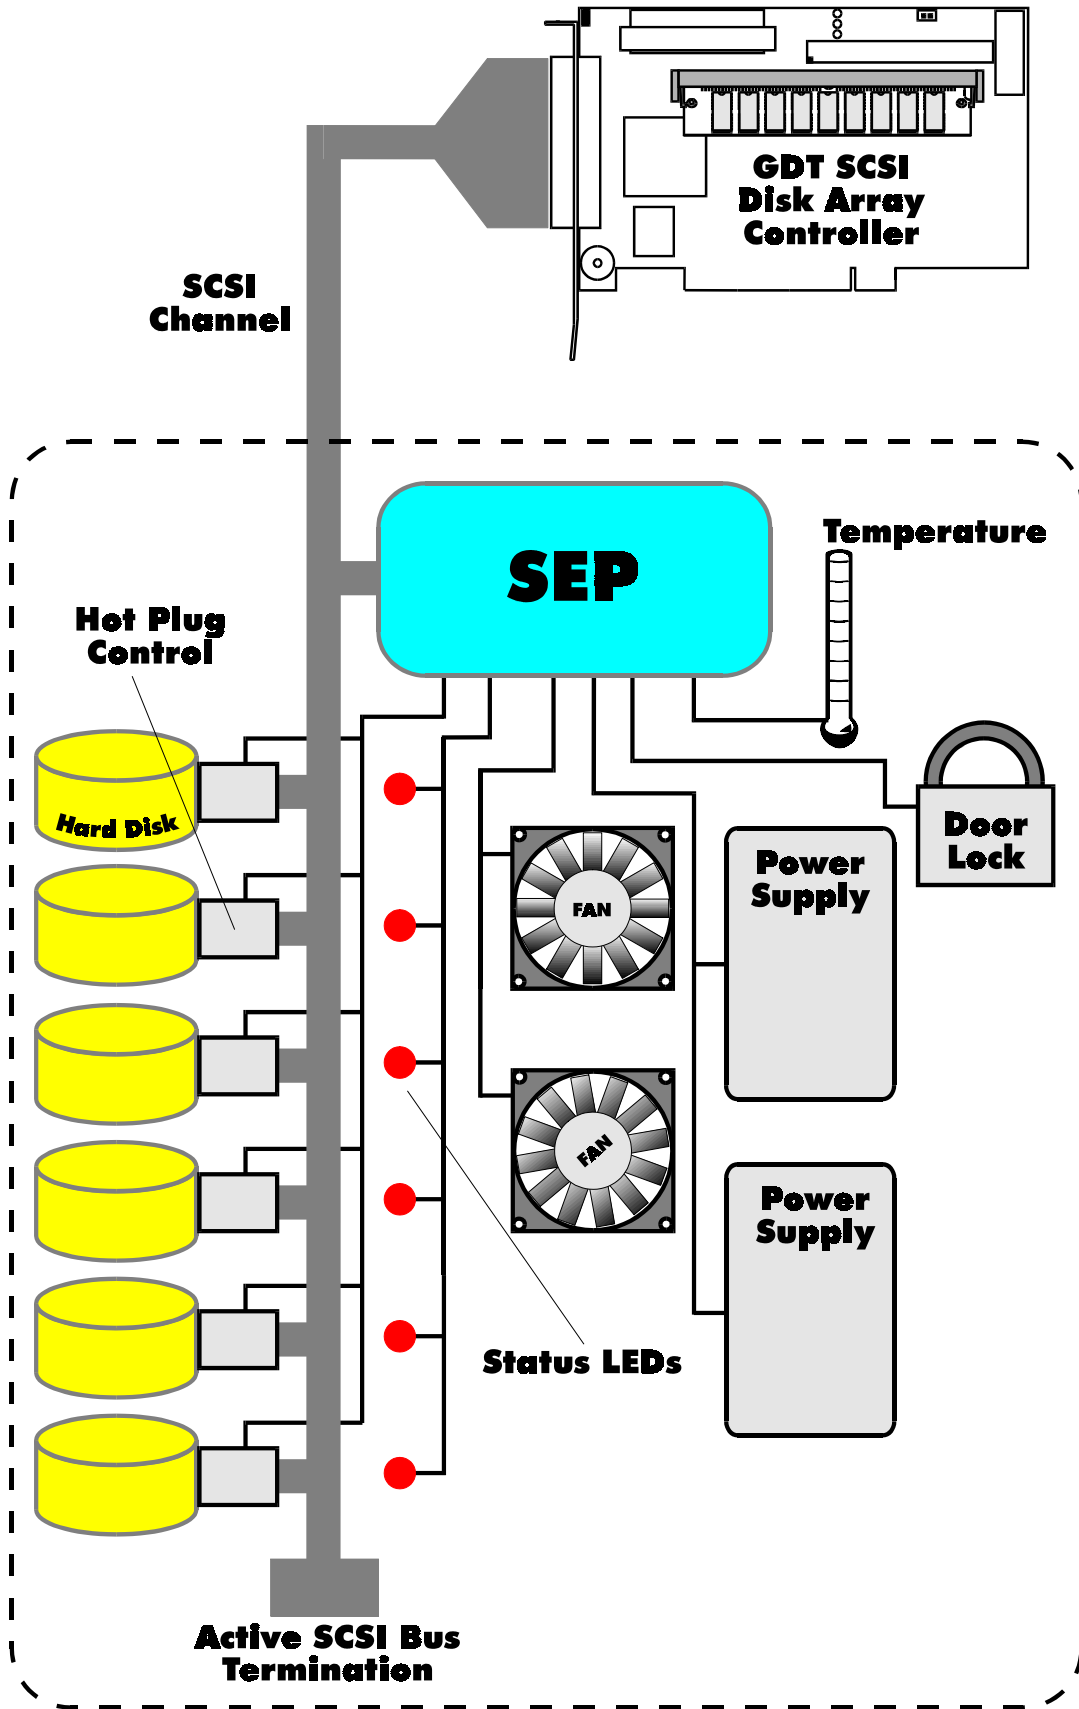 GDT SCSI
Disk Array
Controller
SCSI
Channel
SEP
Temperature
Hot Plug
Control
Hard Disk
Door
Lock
Power
Supply
FAN
FAN
Power
Supply
Status LEDs
Active SCSI Bus
Termination